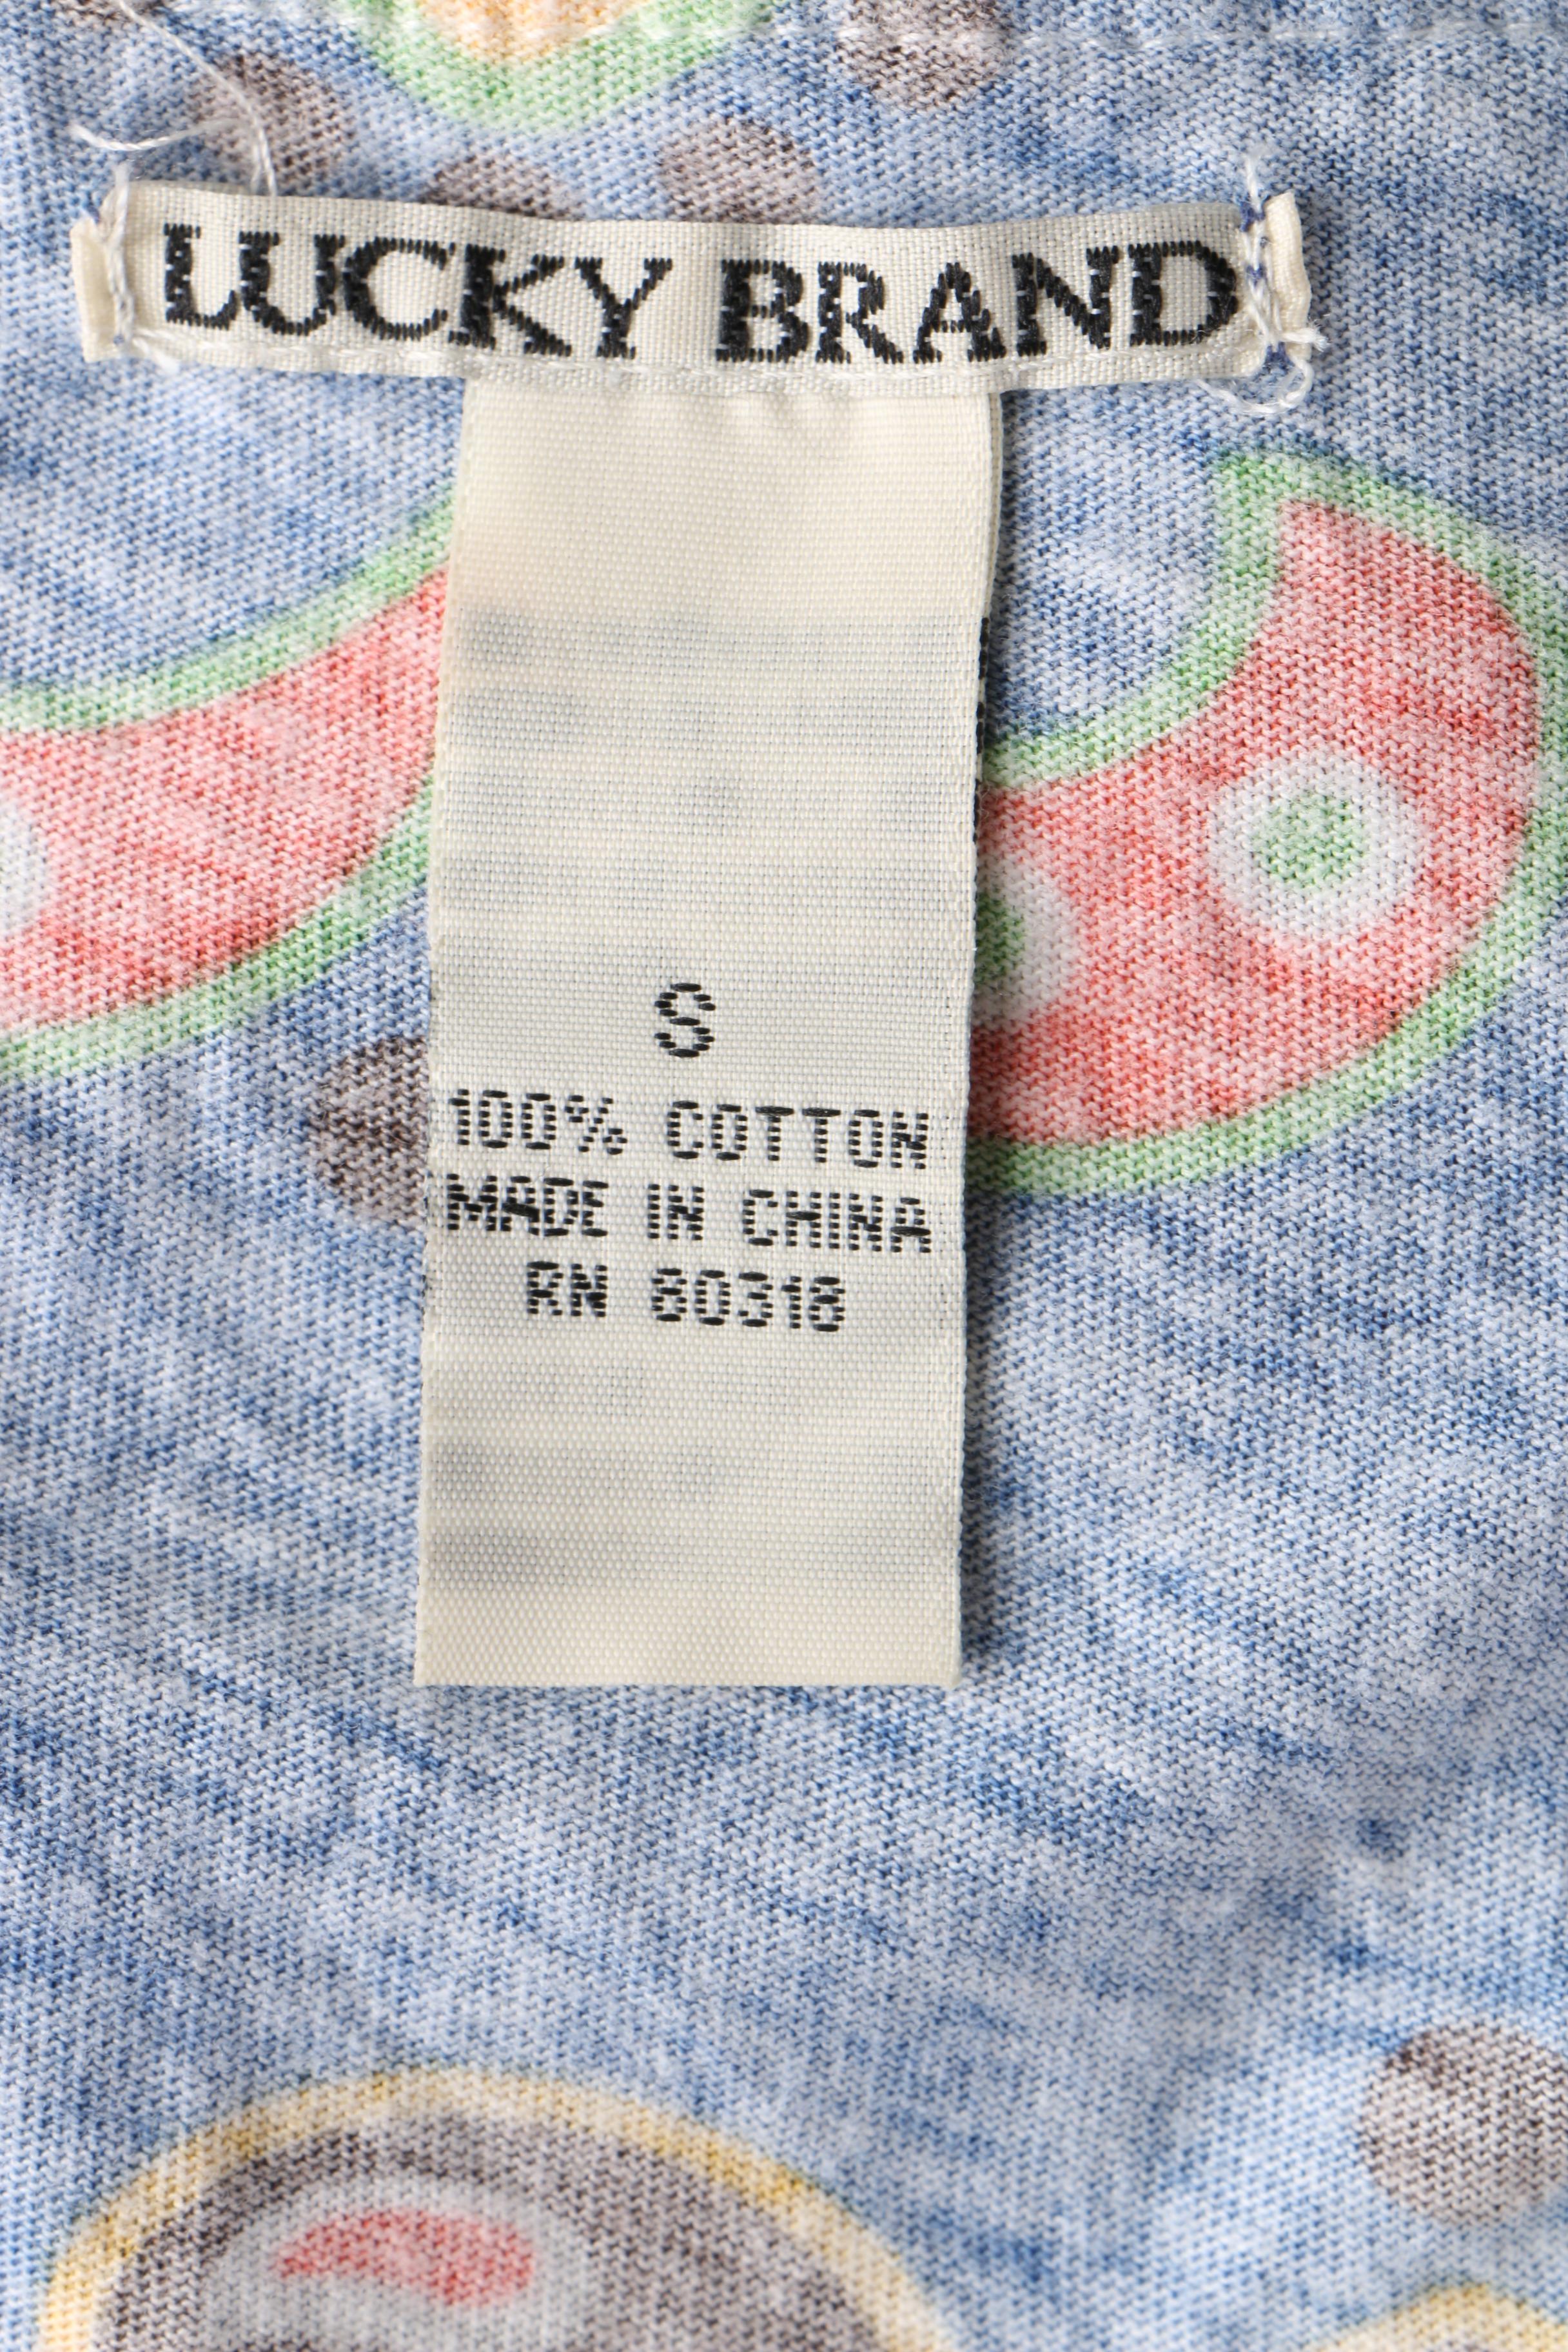 LUCKY BRAND
S
100% COTTON
MADE IN CHINA
RN 80318